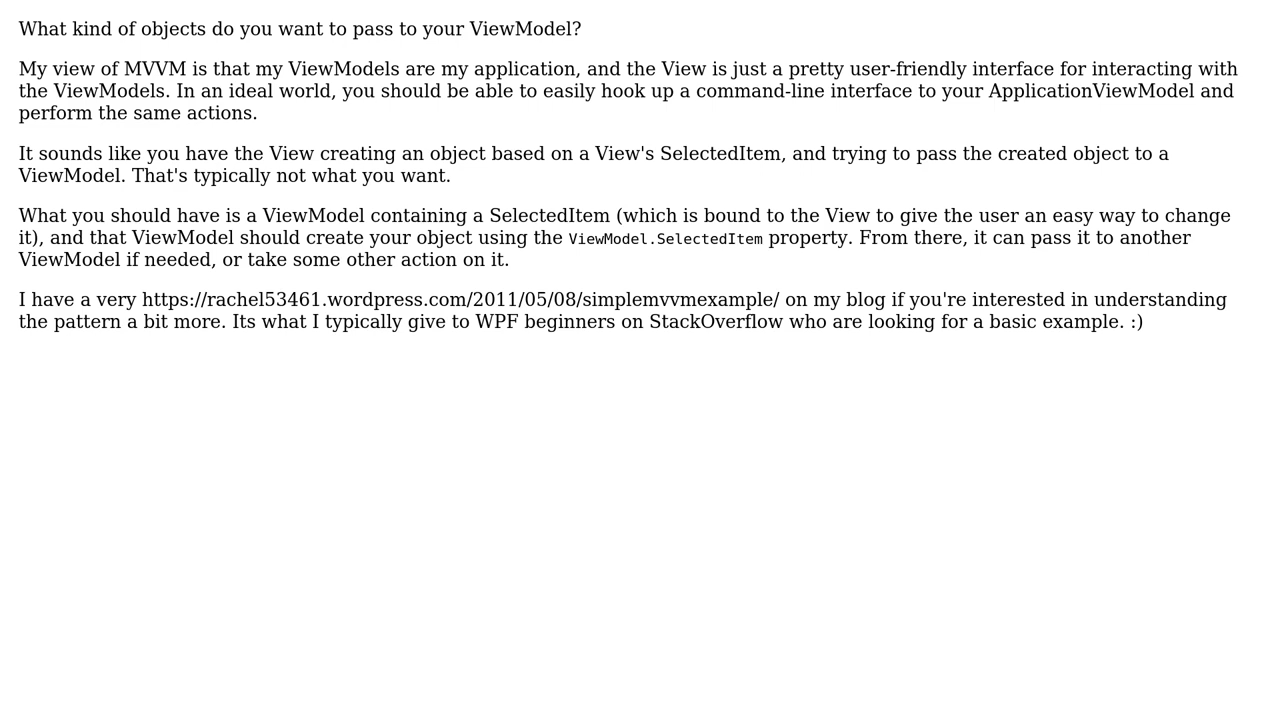 What kind of objects do you want to pass to your ViewModel?
My view of MVVM is that my ViewModels are my application, and the View is just a pretty user-friendly interface for interacting with
the ViewModels. In an ideal world, you should be able to easily hook up a command-line interface to your ApplicationViewModel and
perform the same actions.
It sounds like you have the View creating an object based on a View's SelectedItem, and trying to pass the created object to a
ViewModel. That's typically not what you want.
What you should have is a ViewModel containing a SelectedItem (which is bound to the View to give the user an easy way to change
it), and that ViewModel should create your object using the ViewModel.SelectedItem property. From there, it can pass it to another
ViewModel if needed, or take some other action on it.
I have a very https://rachel53461.wordpress.com/2011/05/08/simplemvvmexample/ on my blog if you're interested in understanding
the pattern a bit more. Its what I typically give to WPF beginners on StackOverflow who are looking for a basic example. :)